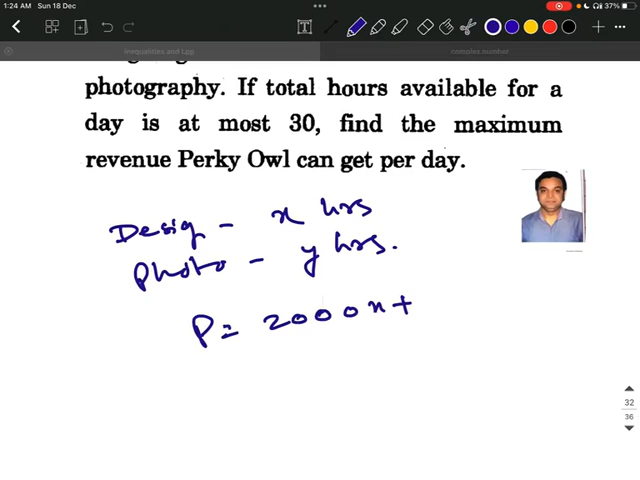 1:24 AM Sun 18 Dec
37%
Inequalities and Lpp
complex number
photography. If total hours available for a
day is at most 30, find the maximum
revenue Perky Owl can get per day.
Design - x hrs
Photo - y hrs.
P = 2000x +
32
36